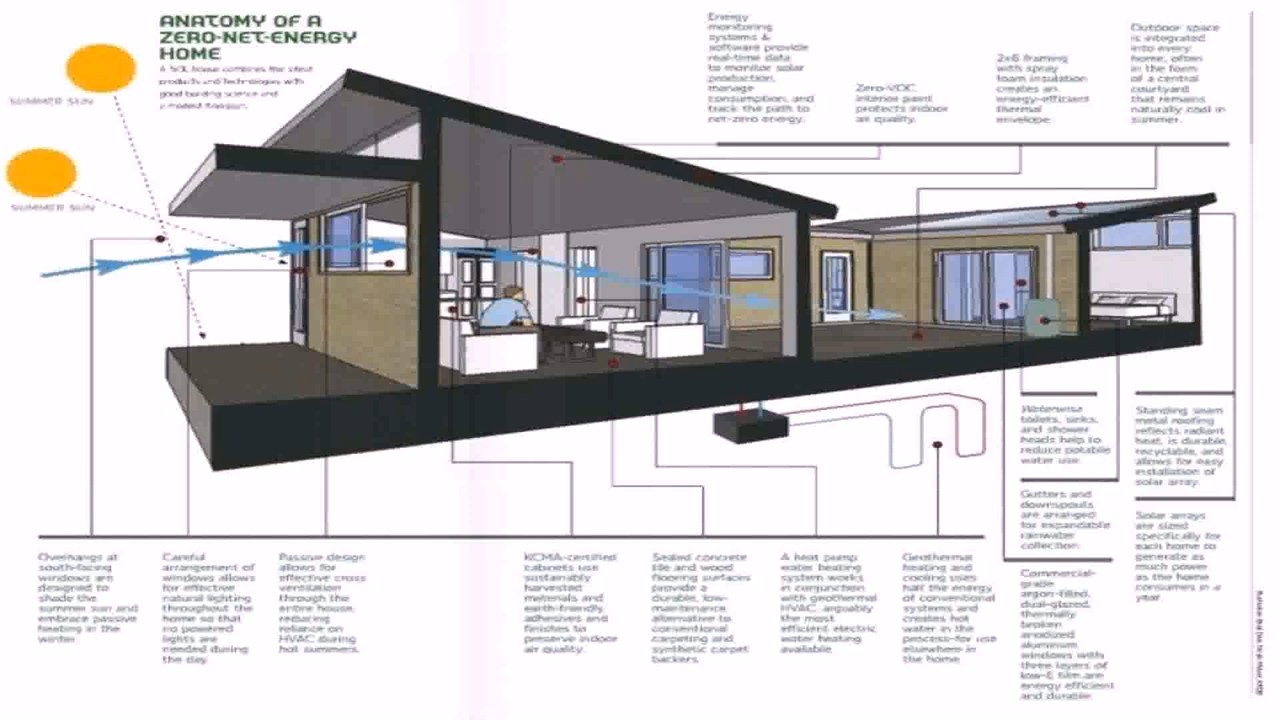 ANATOMY OF A
ZERO-NET-ENERGY
HOME
A SOL house combines the latest
products and technologies with
good building science and
a modest footprint.
SUMMER SUN
SUMMER SUN
Energy
monitoring
systems &
software provide
real-time data
to monitor solar
production,
manage
consumption, and
track the path to
net-zero energy.
Zero-VOC
interior paint
protects indoor
air quality.
2x6 framing
with spray
foam insulation
creates an
energy-efficient
thermal
envelope.
Outdoor space
is integrated
into every
home, often
in the form
of a central
courtyard
that remains
naturally cool in
summer.
Overhangs at
south-facing
windows are
designed to
shade the
summer sun and
embrace passive
heating in the
winter.
Careful
arrangement of
windows allows
for effective
natural lighting
throughout the
home so that
no powered
lights are
needed during
the day.
Passive design
allows for
effective cross
ventilation
through the
entire house,
reducing
reliance on
HVAC during
hot summers.
KCMA-certified
cabinets use
sustainably
harvested
materials and
earth-friendly
adhesives and
finishes to
preserve indoor
air quality.
Sealed concrete
tile and wood
flooring surfaces
provide a
durable, low-
maintenance
alternative to
conventional
carpeting and
synthetic carpet
backers.
A heat pump
water heating
system works
in conjunction
with geothermal
HVAC, arguably
the most
efficient electric
water heating
available.
Geothermal
heating and
cooling uses
half the energy
of conventional
systems and
creates hot
water in the
process for use
elsewhere in
the home.
Waterwise
toilets, sinks,
and shower
heads help to
reduce potable
water use.
Gutters and
downspouts
are arranged
for expandable
rainwater
collection.
Commercial-
grade
argon-filled,
dual-glazed,
thermally
broken
anodized
aluminum
windows with
three layers of
low-E film are
energy efficient
and durable.
Standing seam
metal roofing
reflects radiant
heat, is durable,
recyclable, and
allows for easy
installation of
solar array.
Solar arrays
are sized
specifically for
each home to
generate as
much power
as the home
consumes in a
year.